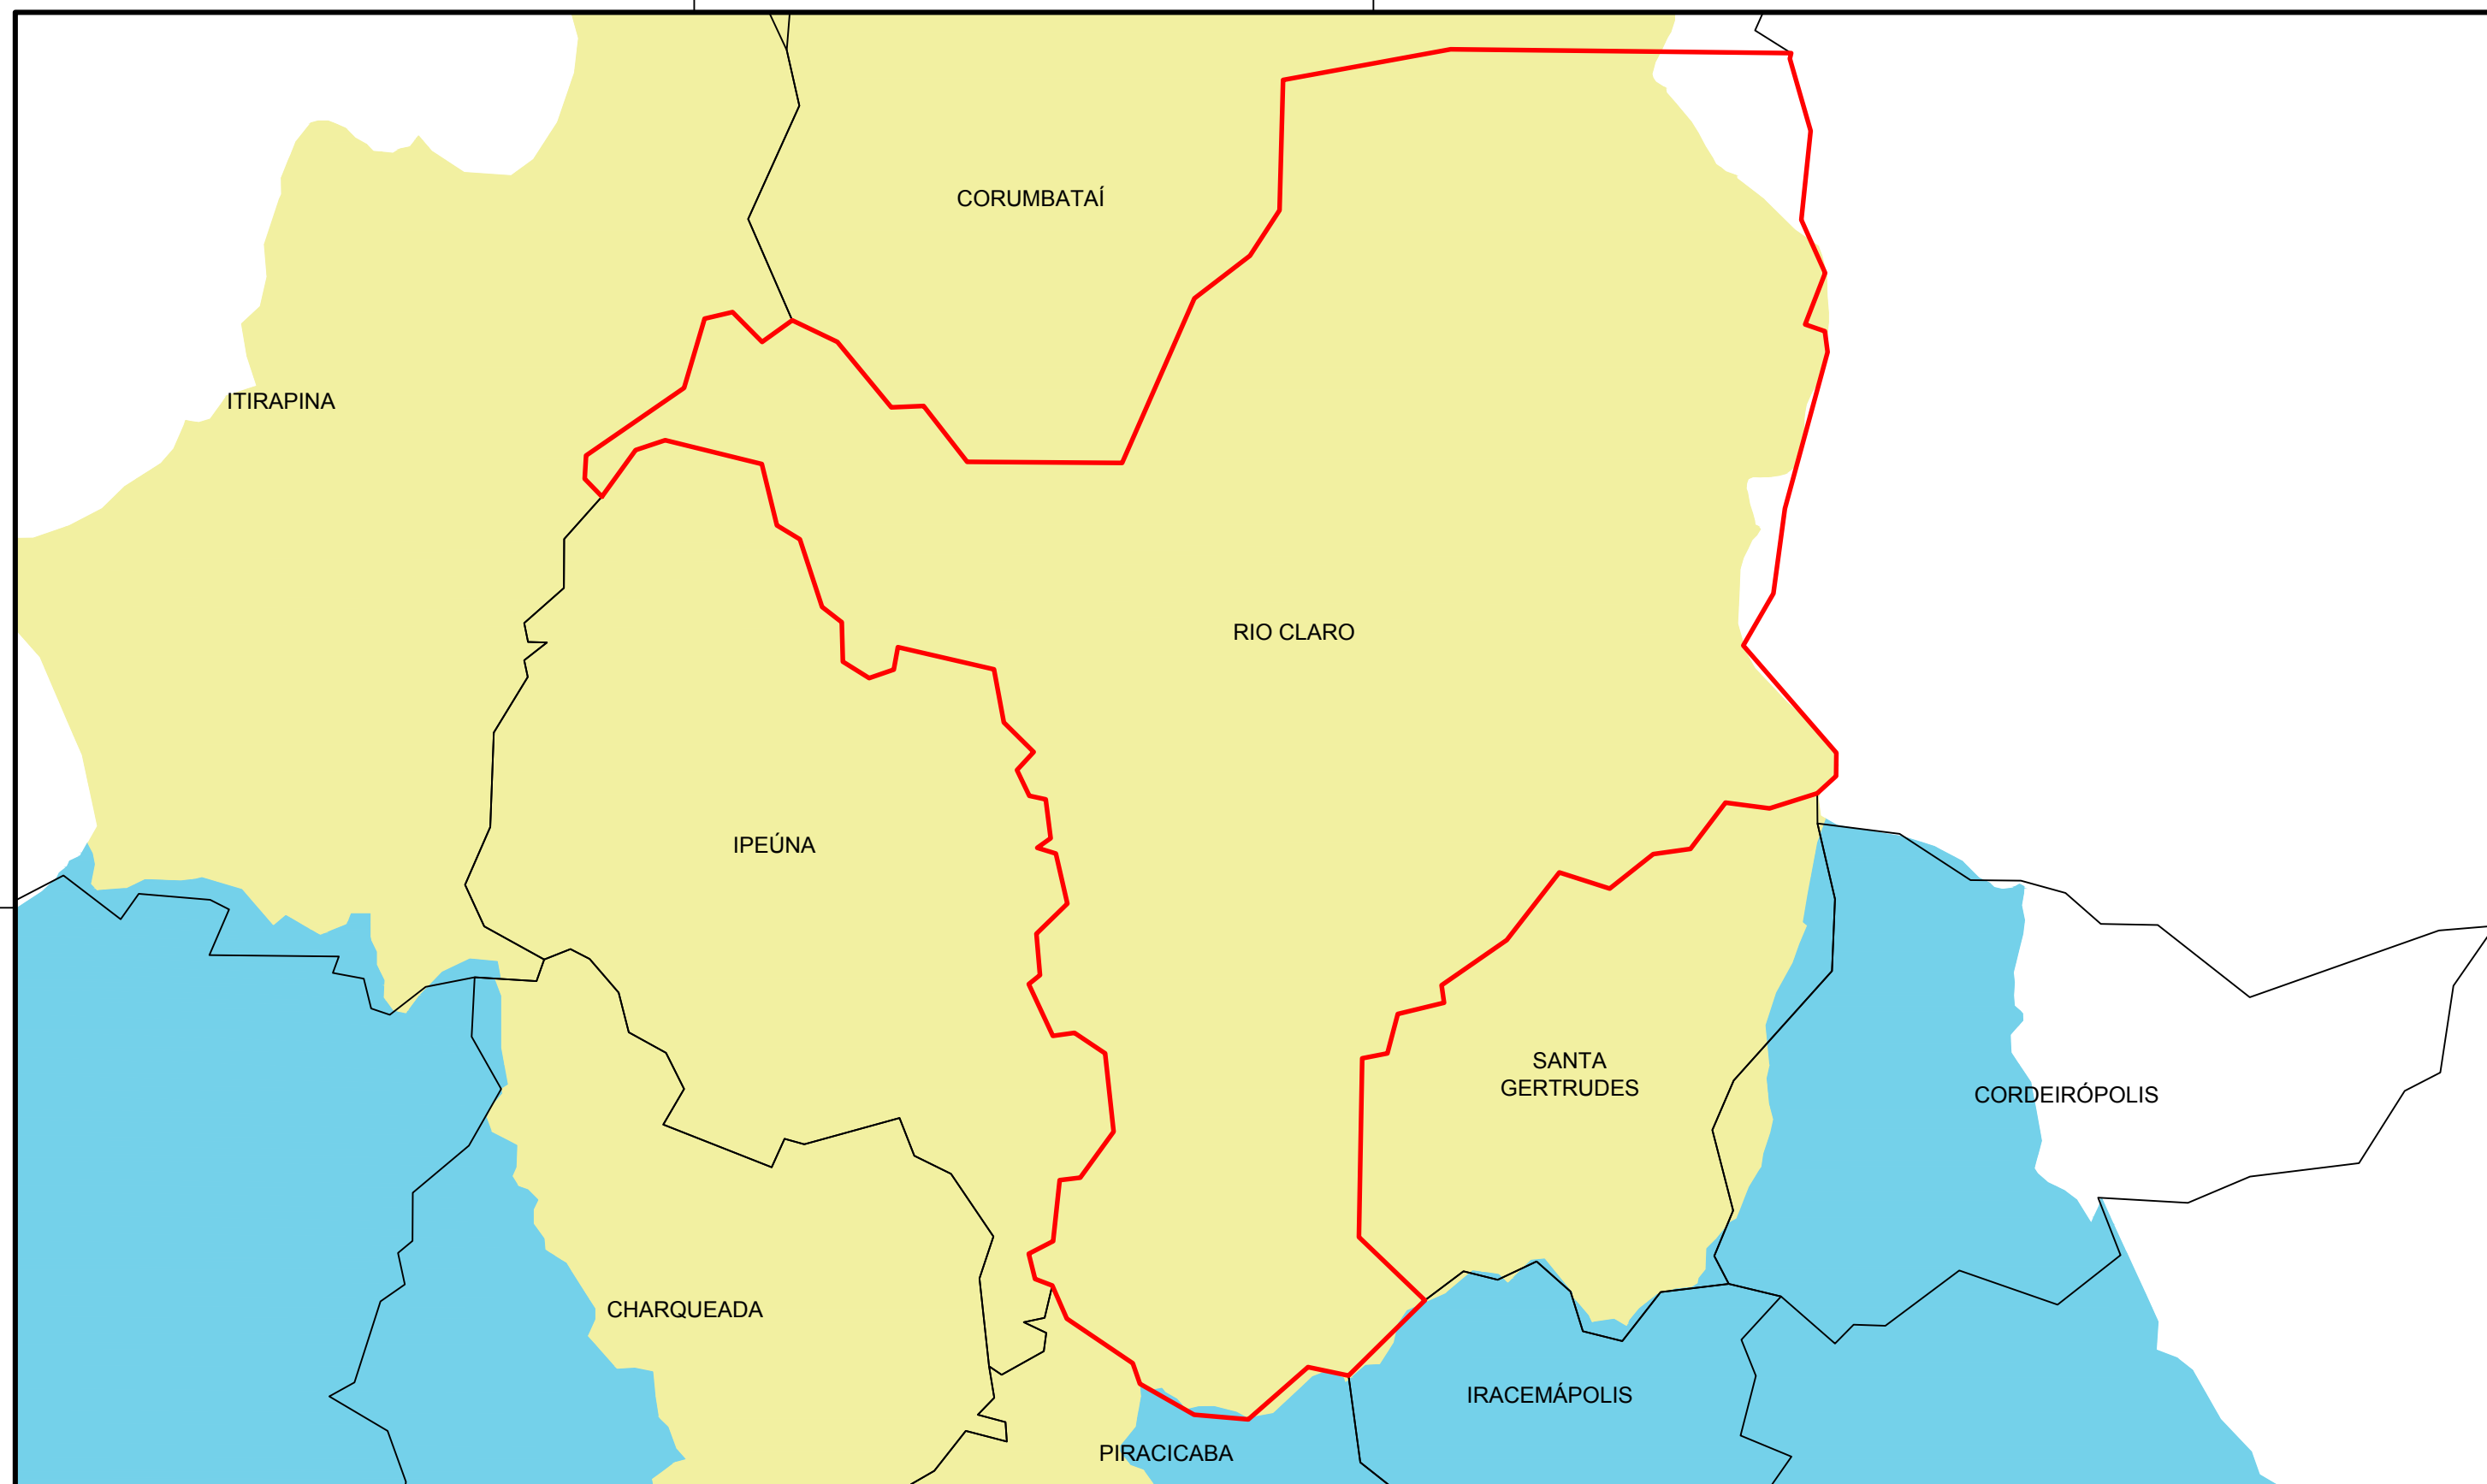 CORUMBATAÍ
ITIRAPINA
RIO CLARO
IPEÚNA
SANTA
GERTRUDES
CORDEIRÓPOLIS
CHARQUEADA
IRACEMÁPOLIS
PIRACICABA